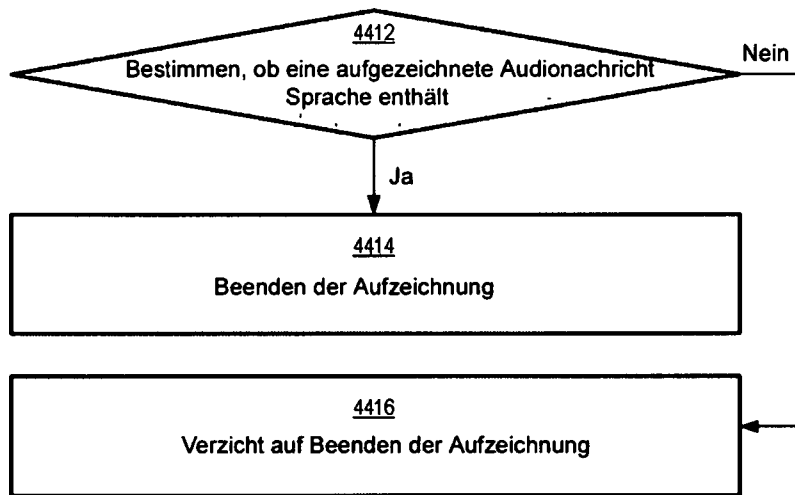 4412
Bestimmen, ob eine aufgezeichnete Audionachricht
Sprache enthält
Nein
Ja
4414
Beenden der Aufzeichnung
4416
Verzicht auf Beenden der Aufzeichnung